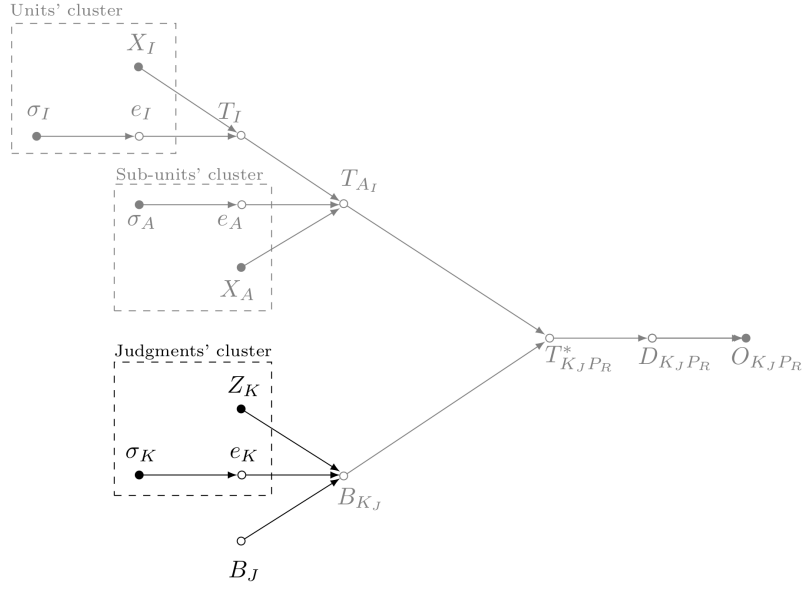 Units' cluster
X_I
σ_I
e_I
T_I
Sub-units' cluster
T_{A_I}
σ_A
e_A
X_A
Judgments' cluster
T^*_{K_J P_R}
D_{K_J P_R}
O_{K_J P_R}
Z_K
σ_K
e_K
B_{K_J}
B_J